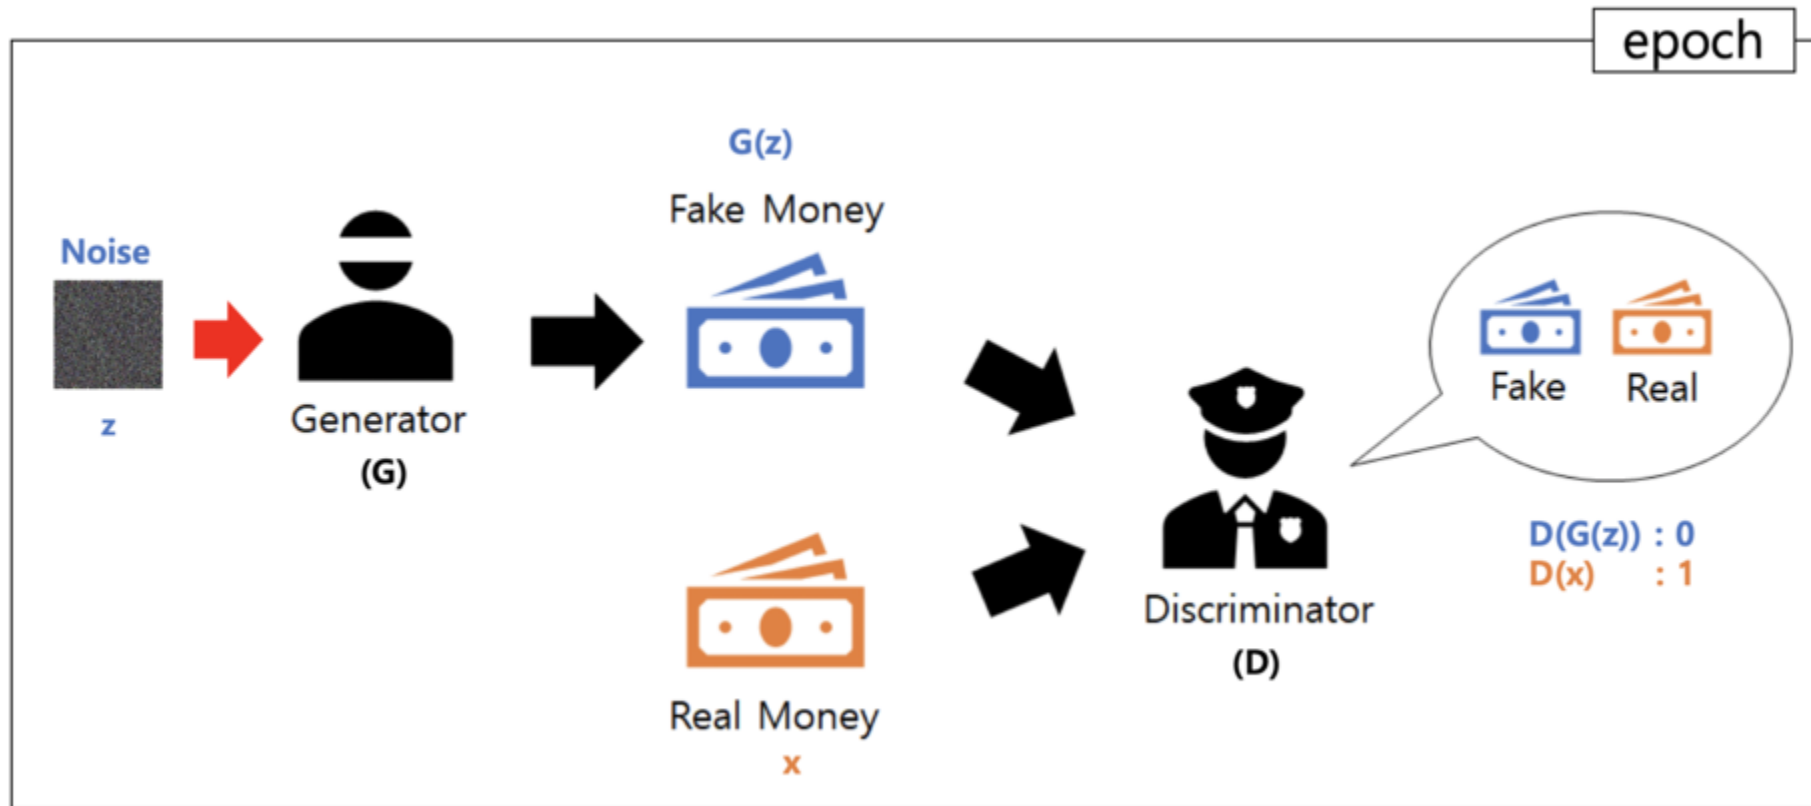 epoch
G(z)
Fake Money
Noise
z
Generator
(G)
Real Money
x
Discriminator
(D)
Fake Real
D(G(z)) : 0
D(x) : 1